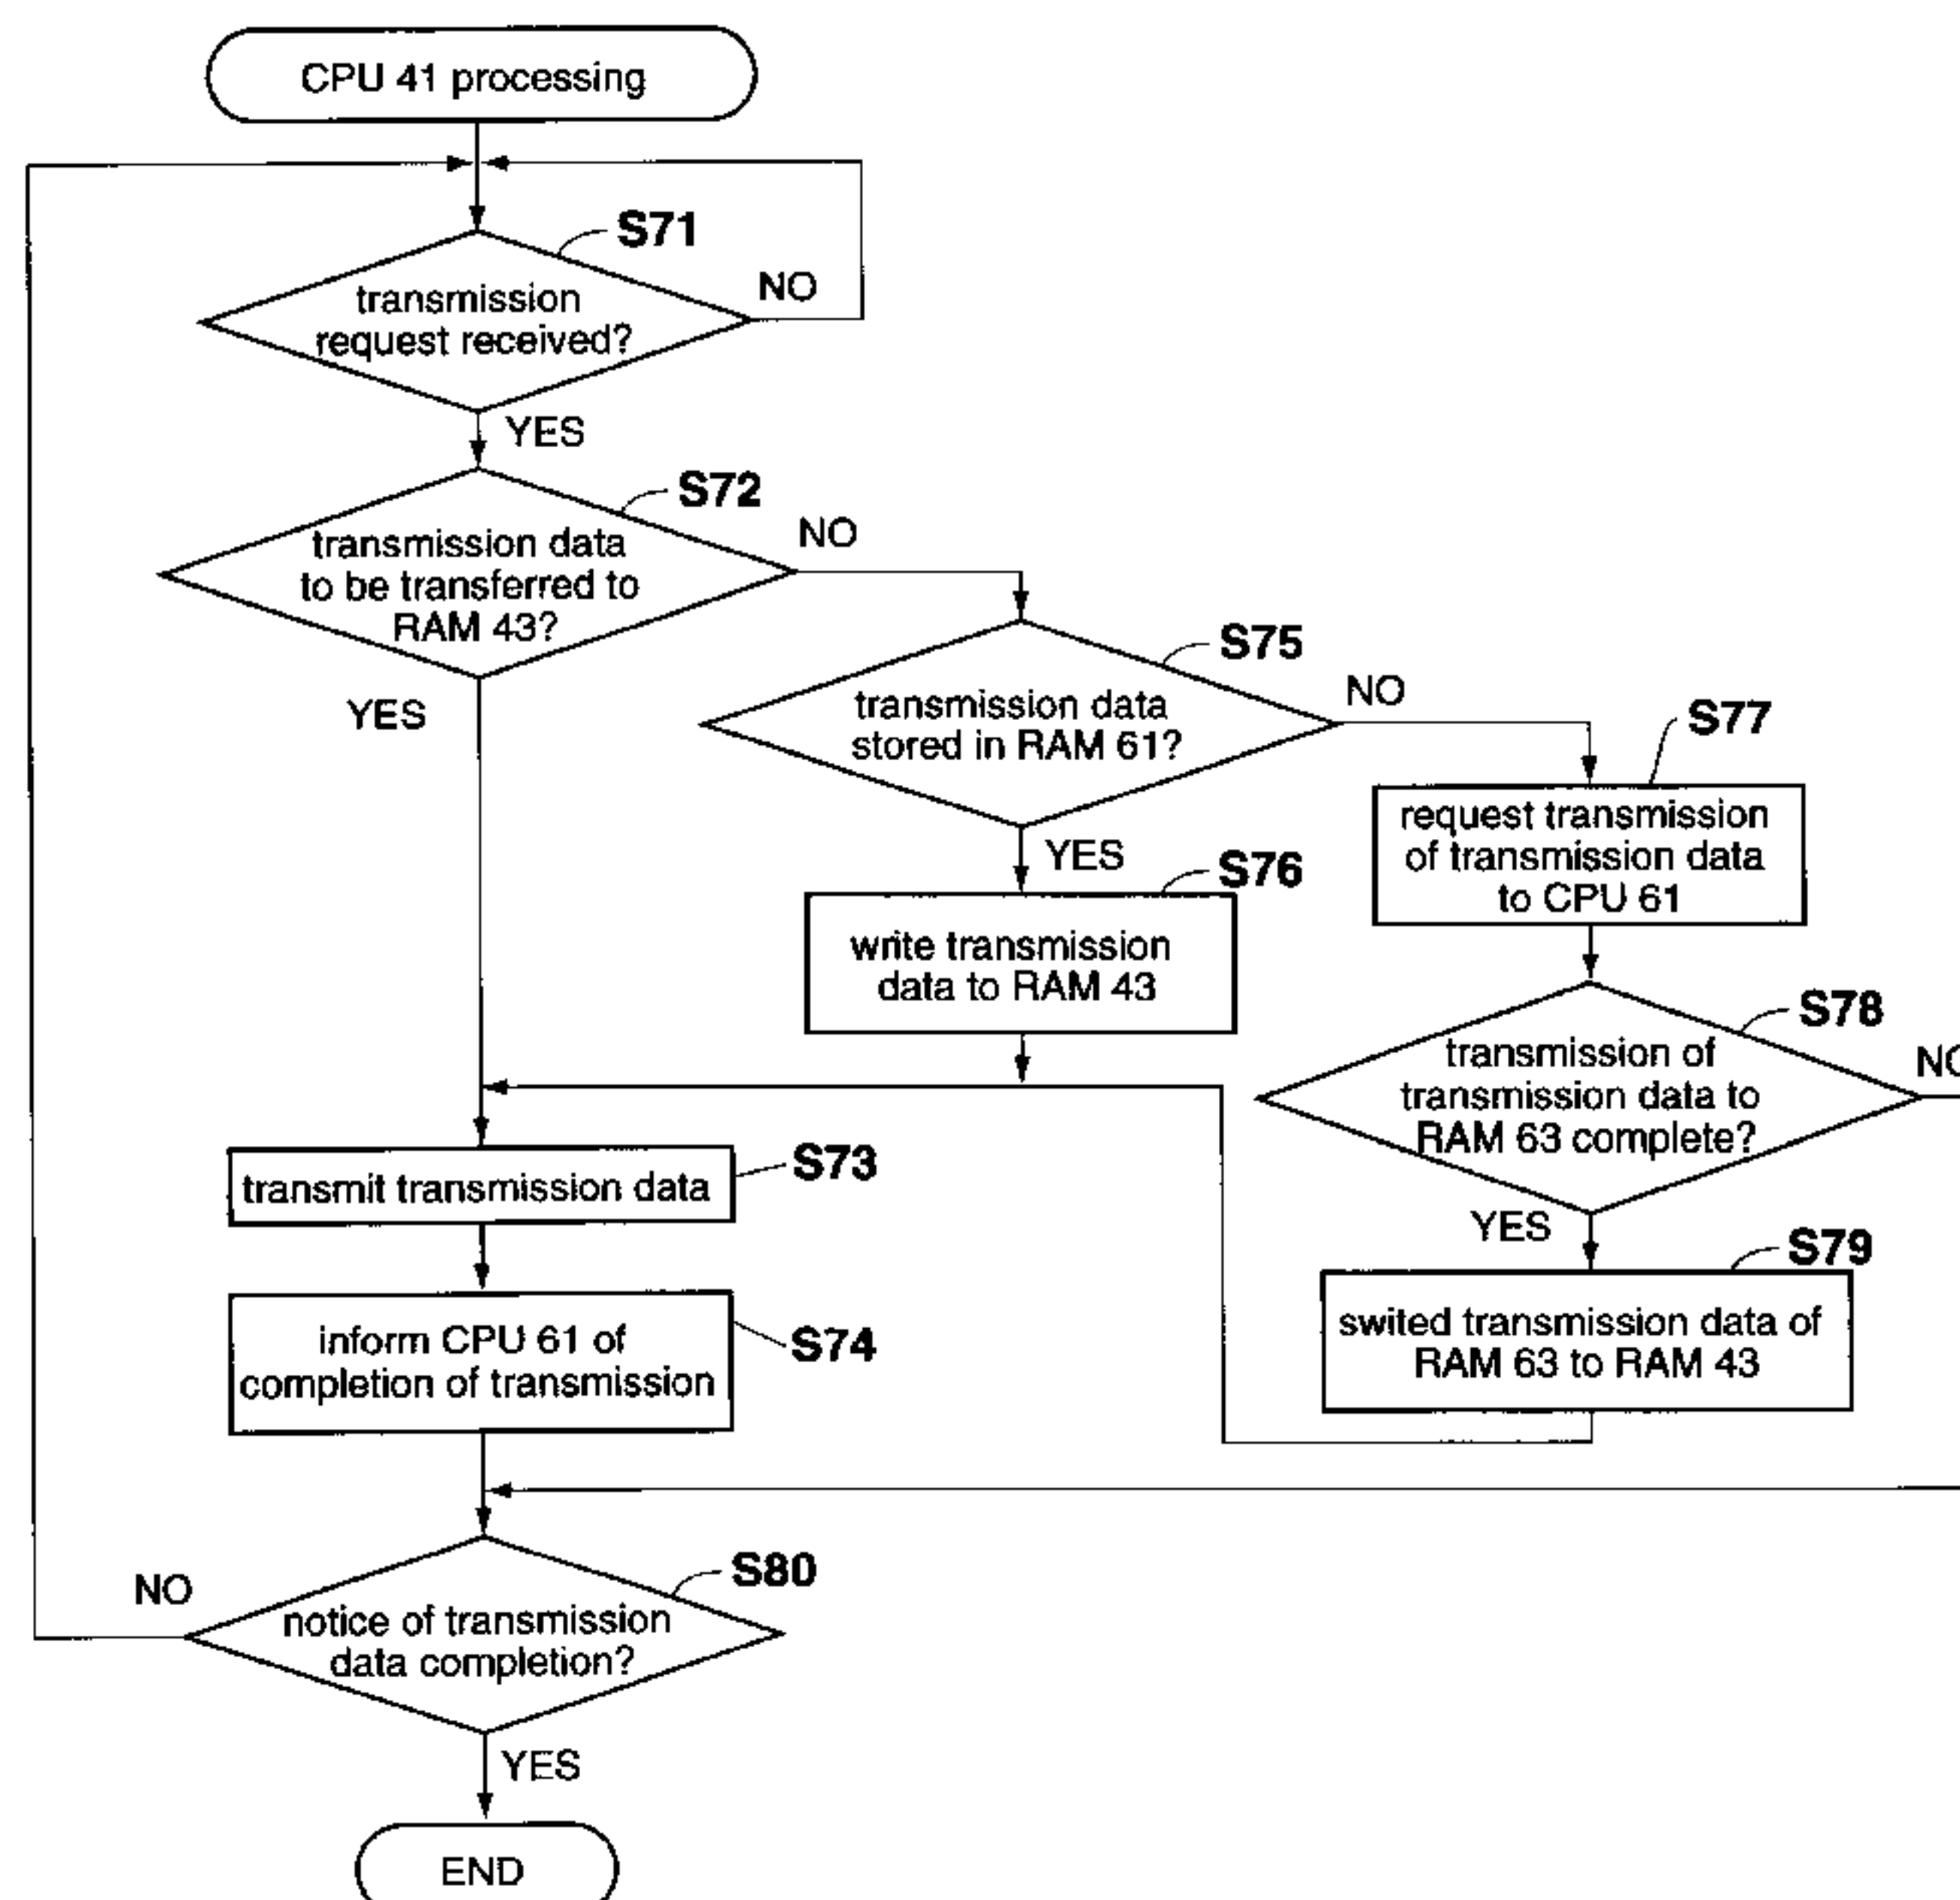 CPU 41 processing
S71
transmission
request received?
NO
YES
S72
transmission data
to be transferred to
RAM 43?
NO
YES
S75
transmission data
stored in RAM 61?
NO
YES
S77
request transmission
of transmission data
to CPU 61
S76
write transmission
data to RAM 43
S78
transmission of
transmission data to
RAM 63 complete?
NO
YES
S73
transmit transmission data
S79
swited transmission data of
RAM 63 to RAM 43
S74
inform CPU 61 of
completion of transmission
S80
notice of transmission
data completion?
NO
YES
END